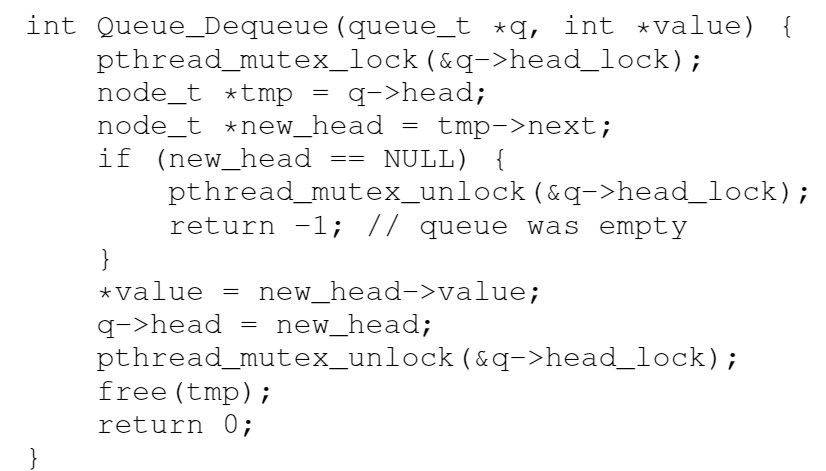 int Queue_Dequeue(queue_t *q, int *value) {
    pthread_mutex_lock(&q->head_lock);
    node_t *tmp = q->head;
    node_t *new_head = tmp->next;
    if (new_head == NULL) {
        pthread_mutex_unlock(&q->head_lock);
        return -1; // queue was empty
    }
    *value = new_head->value;
    q->head = new_head;
    pthread_mutex_unlock(&q->head_lock);
    free(tmp);
    return 0;
}